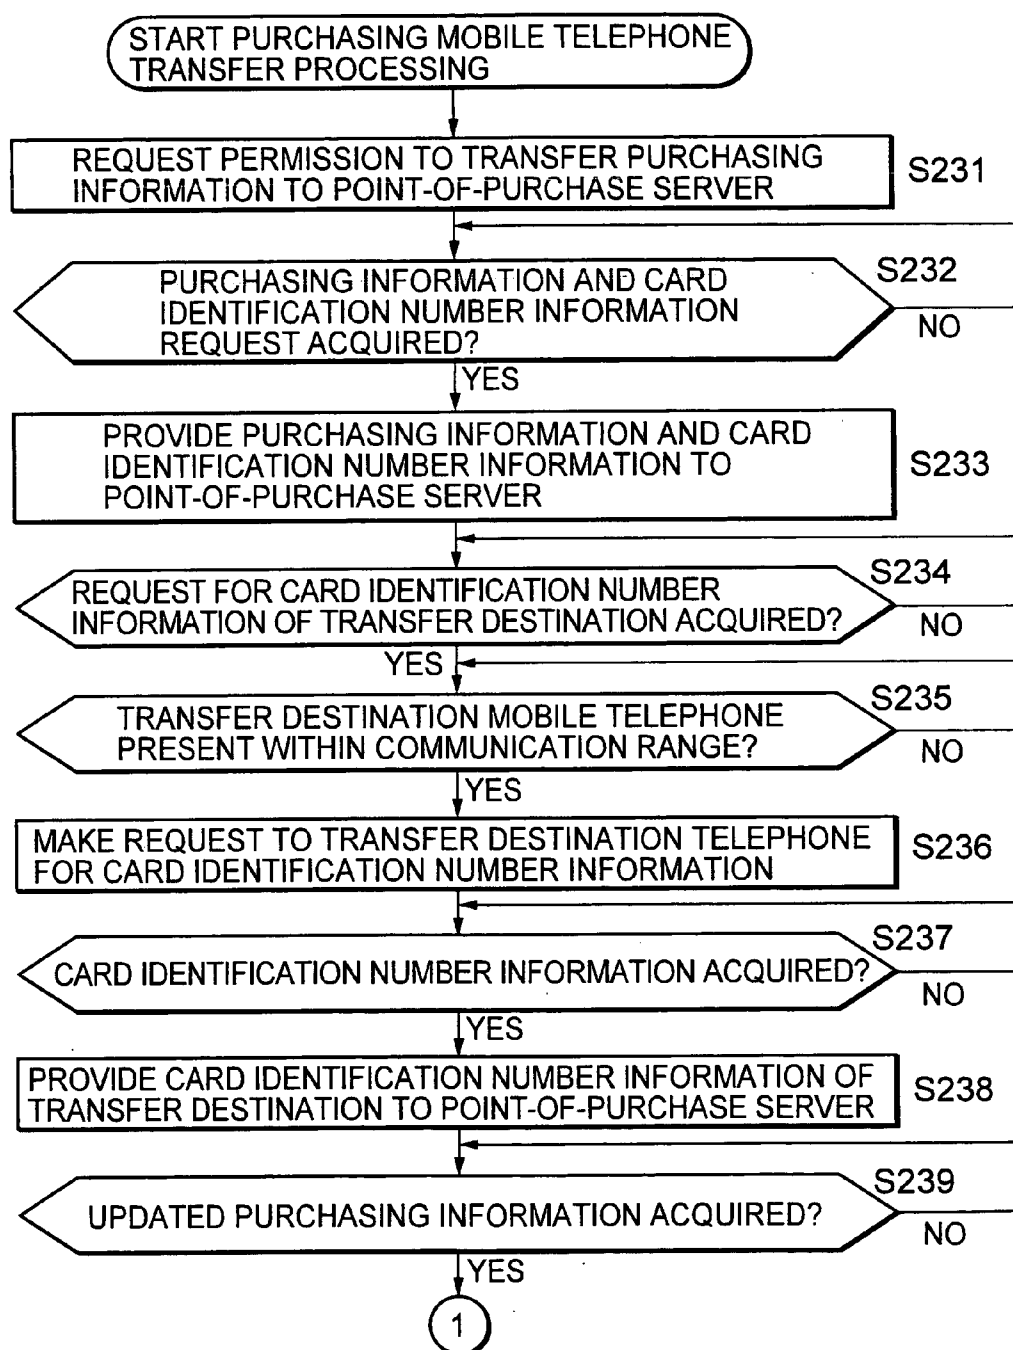 START PURCHASING MOBILE TELEPHONE
TRANSFER PROCESSING
REQUEST PERMISSION TO TRANSFER PURCHASING
INFORMATION TO POINT-OF-PURCHASE SERVER
S231
PURCHASING INFORMATION AND CARD
IDENTIFICATION NUMBER INFORMATION
REQUEST ACQUIRED?
S232
NO
YES
PROVIDE PURCHASING INFORMATION AND CARD
IDENTIFICATION NUMBER INFORMATION TO
POINT-OF-PURCHASE SERVER
S233
REQUEST FOR CARD IDENTIFICATION NUMBER
INFORMATION OF TRANSFER DESTINATION ACQUIRED?
S234
NO
YES
TRANSFER DESTINATION MOBILE TELEPHONE
PRESENT WITHIN COMMUNICATION RANGE?
S235
NO
YES
MAKE REQUEST TO TRANSFER DESTINATION TELEPHONE
FOR CARD IDENTIFICATION NUMBER INFORMATION
S236
CARD IDENTIFICATION NUMBER INFORMATION ACQUIRED?
S237
NO
YES
PROVIDE CARD IDENTIFICATION NUMBER INFORMATION OF
TRANSFER DESTINATION TO POINT-OF-PURCHASE SERVER
S238
UPDATED PURCHASING INFORMATION ACQUIRED?
S239
NO
YES
1